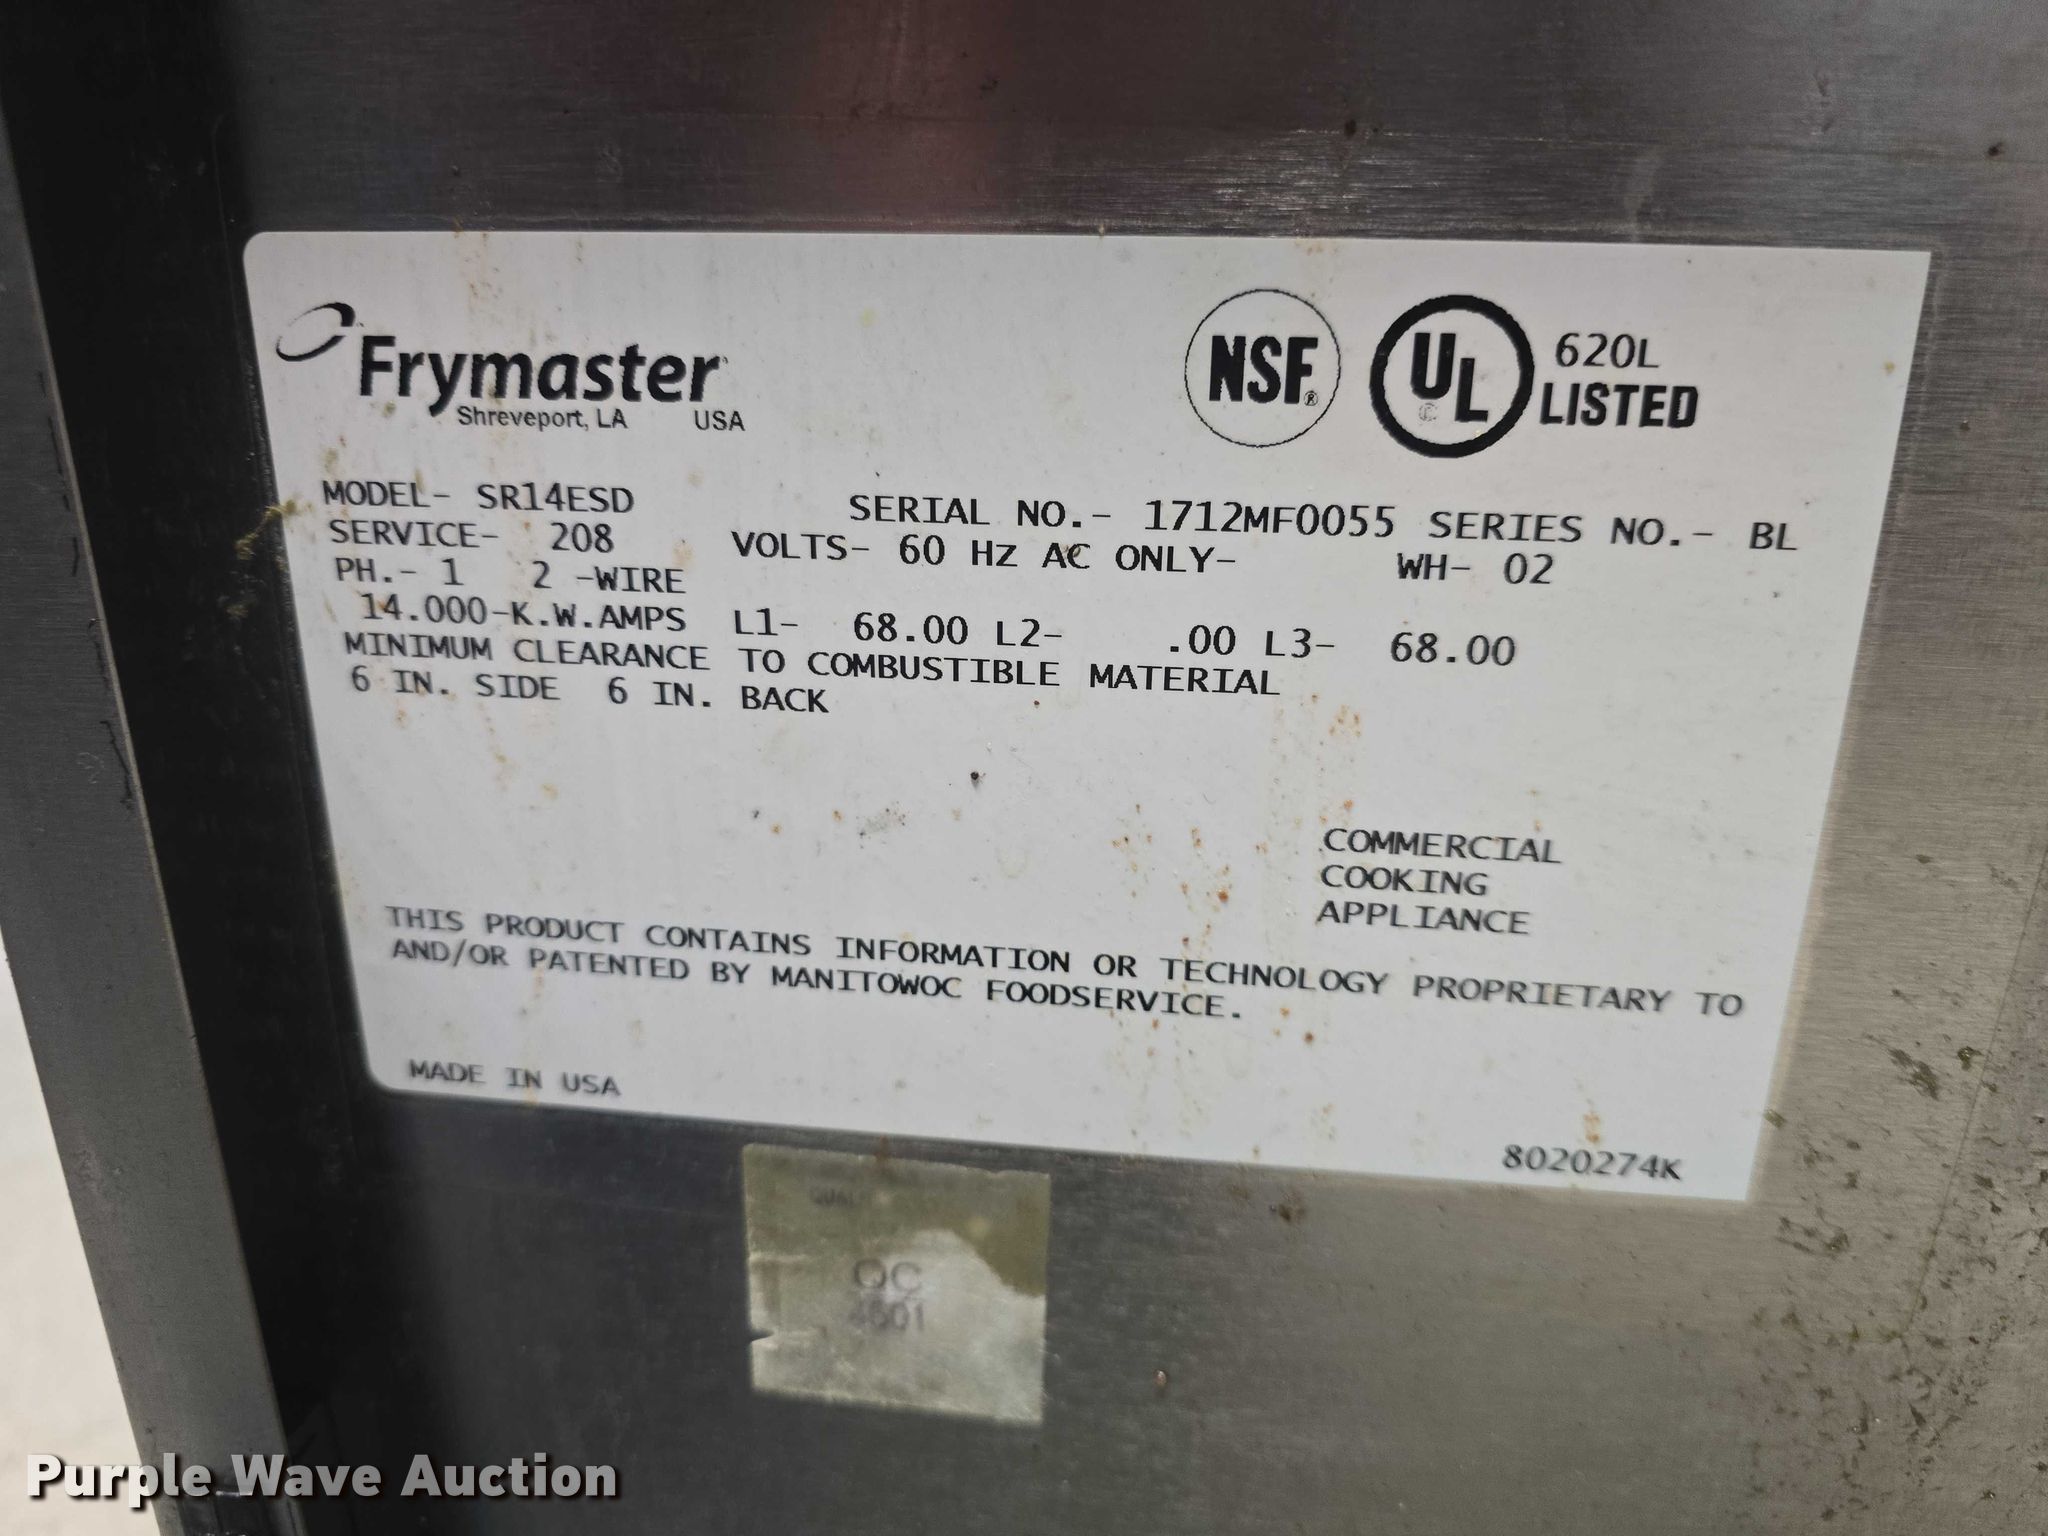 Frymaster
Shreveport, LA USA
NSF®
UL 620L
LISTED
MODEL- SR14ESD SERIAL NO.- 1712MF0055 SERIES NO.- BL
SERVICE- 208 VOLTS- 60 HZ AC ONLY- WH- 02
PH.- 1 2 -WIRE
14.000-K.W.AMPS L1- 68.00 L2- .00 L3- 68.00
MINIMUM CLEARANCE TO COMBUSTIBLE MATERIAL
6 IN. SIDE 6 IN. BACK
COMMERCIAL
COOKING
APPLIANCE
THIS PRODUCT CONTAINS INFORMATION OR TECHNOLOGY PROPRIETARY TO
AND/OR PATENTED BY MANITOWOC FOODSERVICE.
MADE IN USA
8020274K
QC
Purple Wave Auction